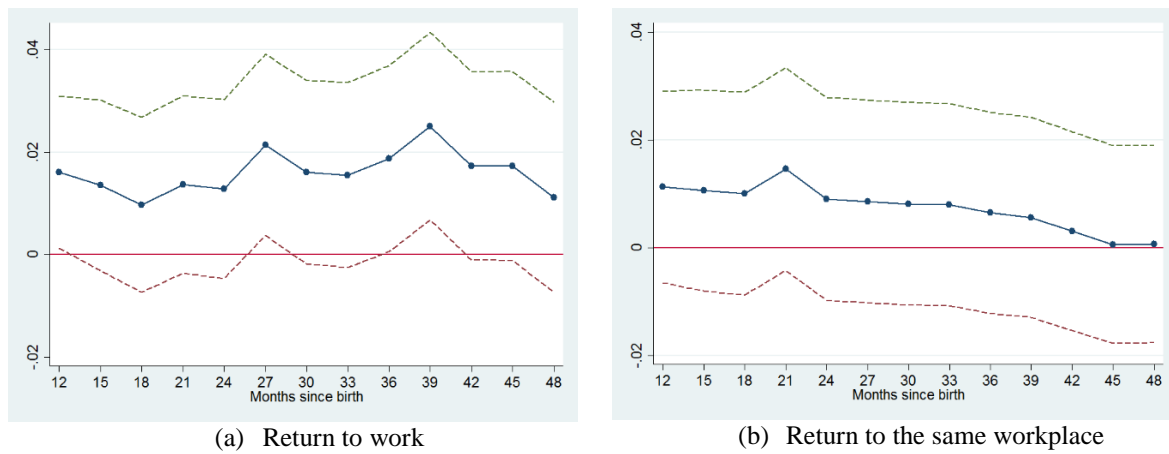 .04
.02
0
-.02
12 15 18 21 24 27 30 33 36 39 42 45 48
Months since birth
(a) Return to work
.04
.02
0
-.02
12 15 18 21 24 27 30 33 36 39 42 45 48
Months since birth
(b) Return to the same workplace